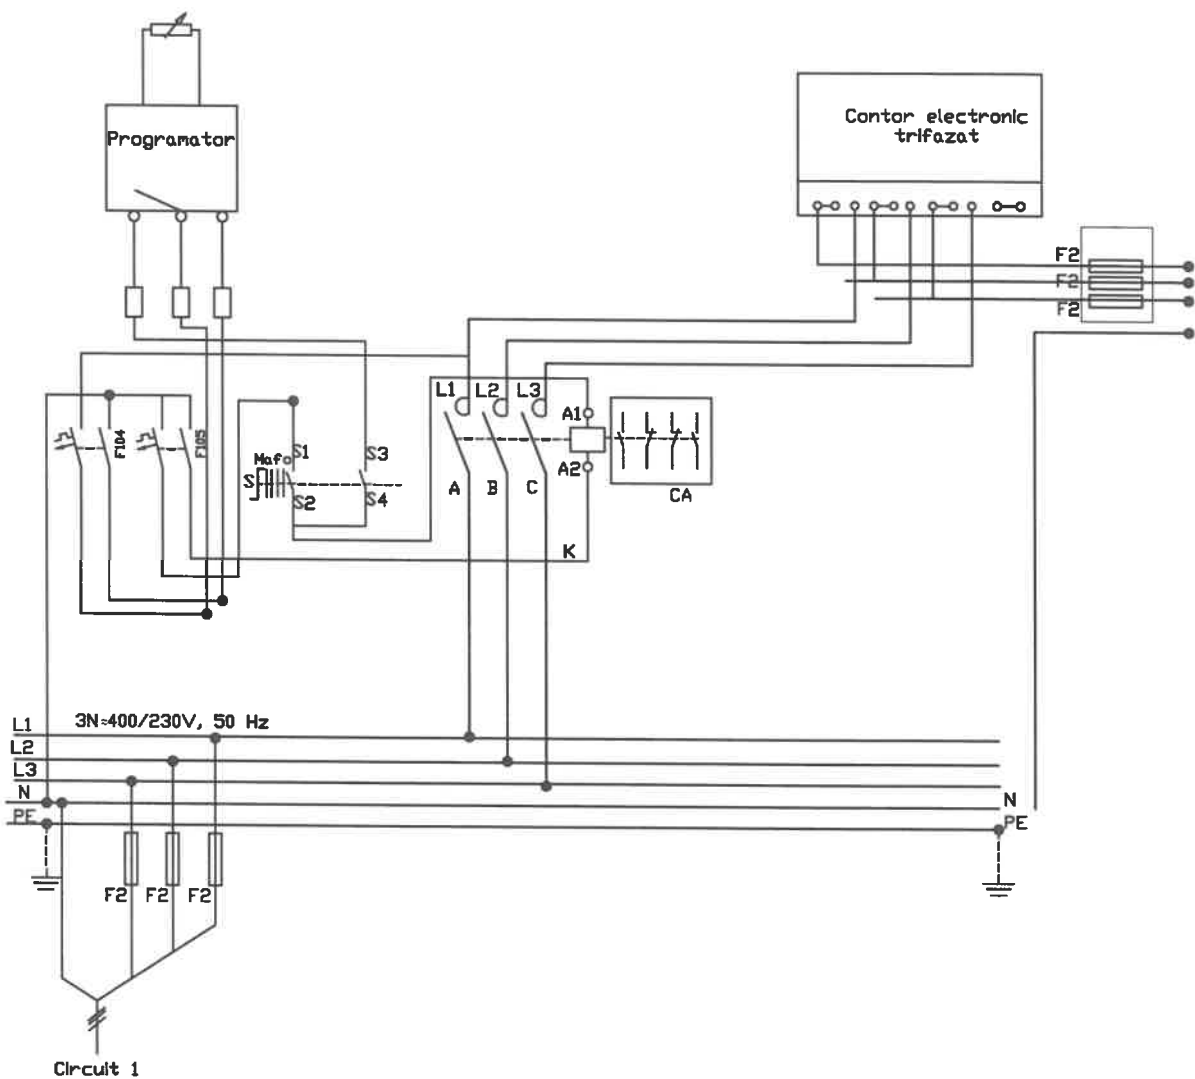 Programator
Contor electronic
trifazat
F2
F2
F2
L1
L2
L3
A1
F104
F105
S1
S3
Maf
S
A2
A
B
C
S2
S4
CA
K
L1
3N≈400/230V, 50 Hz
L2
L3
N
N
PE
PE
F2
F2
F2
Circuit 1